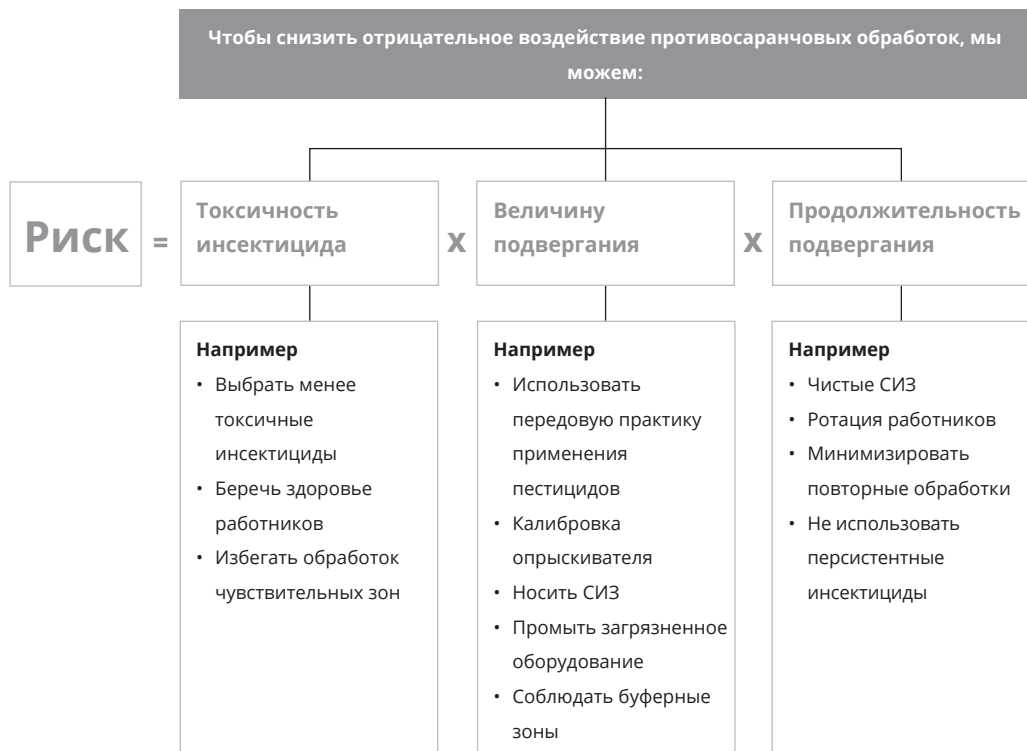 Чтобы снизить отрицательное воздействие противосаранчовых обработок, мы
можем:
Риск =
Токсичность
инсектицида
x
Величину
подвергания
x
Продолжительность
подвергания
Например
• Выбрать менее
токсичные
инсектициды
• Беречь здоровье
работников
• Избегать обработок
чувствительных зон
Например
• Использовать
передовую практику
применения
пестицидов
• Калибровка
опрыскивателя
• Носить СИЗ
• Промыть загрязненное
оборудование
• Соблюдать буферные
зоны
Например
• Чистые СИЗ
• Ротация работников
• Минимизировать
повторные обработки
• Не использовать
персистентные
инсектициды